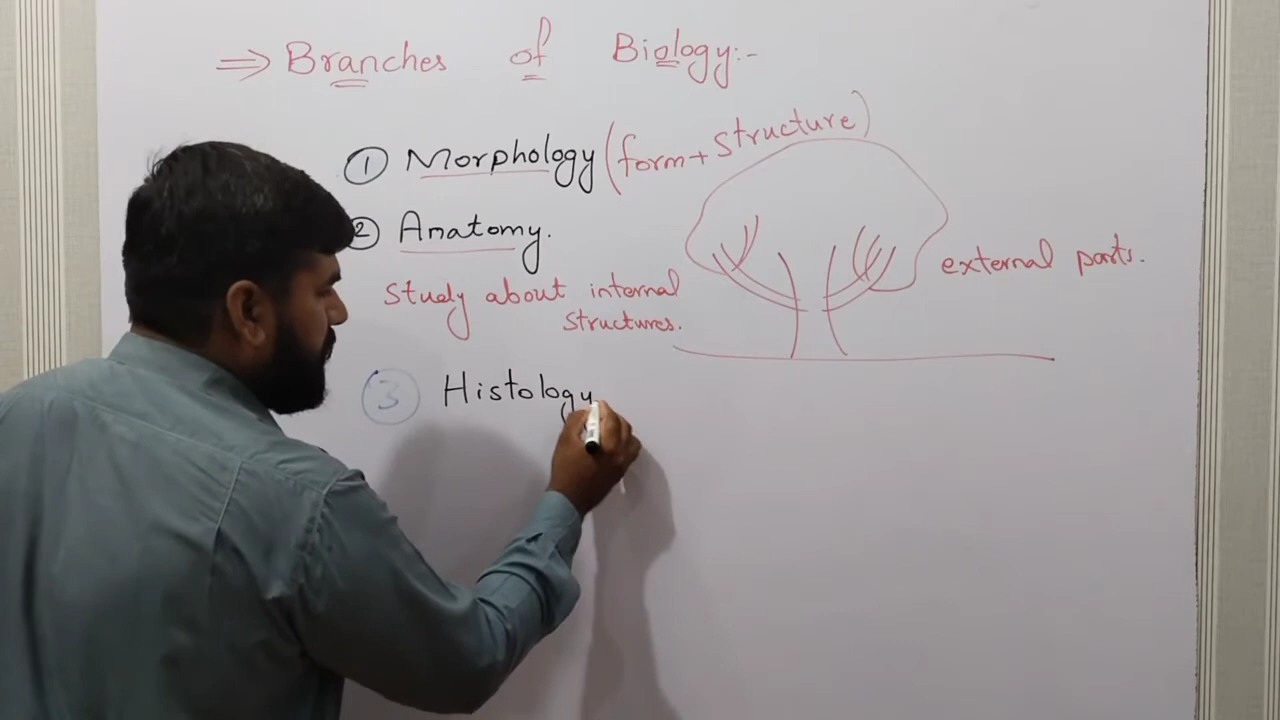 ⇒ Branches of Biology:-
① Morphology (form + structure)
② Anatomy.
Study about internal
structures.
external parts.
③ Histology